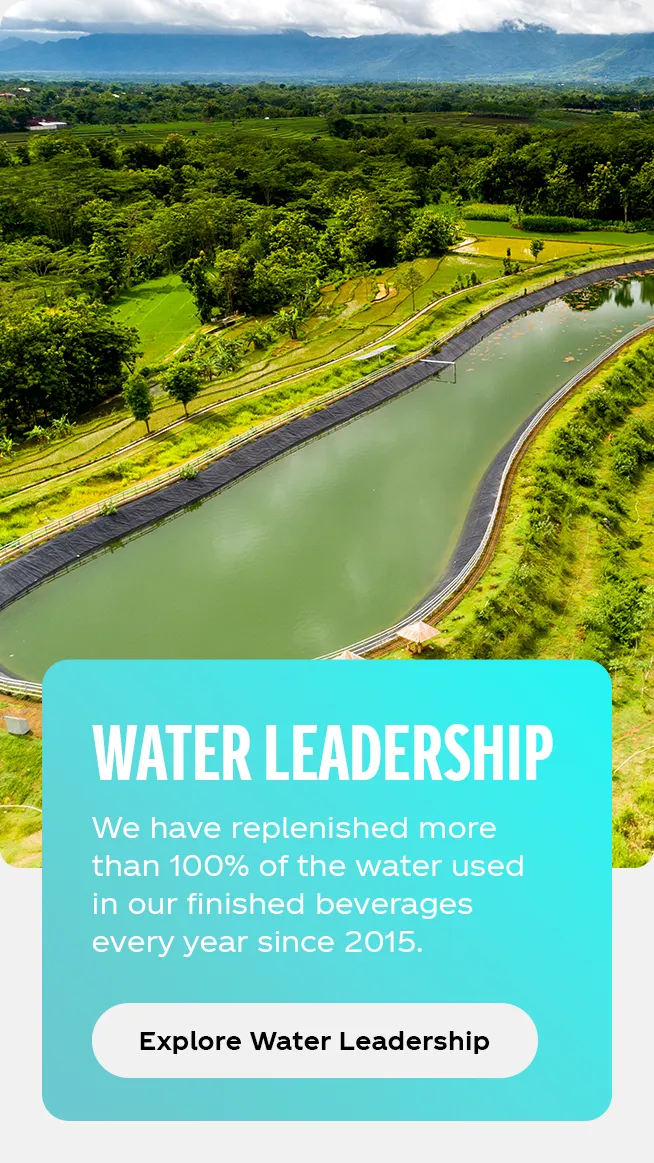 WATER LEADERSHIP
We have replenished more
than 100% of the water used
in our finished beverages
every year since 2015.
Explore Water Leadership